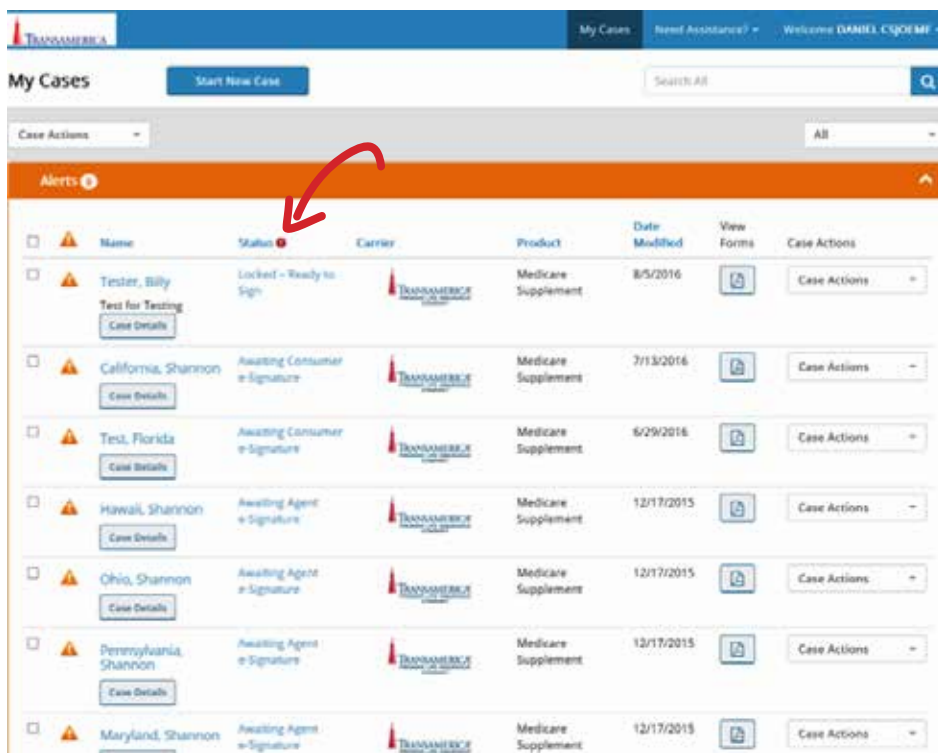 TRANSAMERICA
My Cases
Need Assistance?
Welcome DANIEL CSJOEMF
My Cases
Start New Case
Search All
Case Actions
All
Alerts
Name
Status
Carrier
Product
Date Modified
View Forms
Case Actions
Tester, Billy
Test for Testing
Case Details
Locked – Ready to
Sign
TRANSAMERICA
Medicare
Supplement
8/5/2016
Case Actions
California, Shannon
Case Details
Awaiting Consumer
e-Signature
TRANSAMERICA
Medicare
Supplement
7/13/2016
Case Actions
Test, Florida
Case Details
Awaiting Consumer
e-Signature
TRANSAMERICA
Medicare
Supplement
6/29/2016
Case Actions
Hawaii, Shannon
Case Details
Awaiting Agent
e-Signature
TRANSAMERICA
Medicare
Supplement
12/17/2015
Case Actions
Ohio, Shannon
Case Details
Awaiting Agent
e-Signature
TRANSAMERICA
Medicare
Supplement
12/17/2015
Case Actions
Pennsylvania,
Shannon
Case Details
Awaiting Agent
e-Signature
TRANSAMERICA
Medicare
Supplement
12/17/2015
Case Actions
Maryland, Shannon
Awaiting Agent
e-Signature
TRANSAMERICA
Medicare
Supplement
12/17/2015
Case Actions